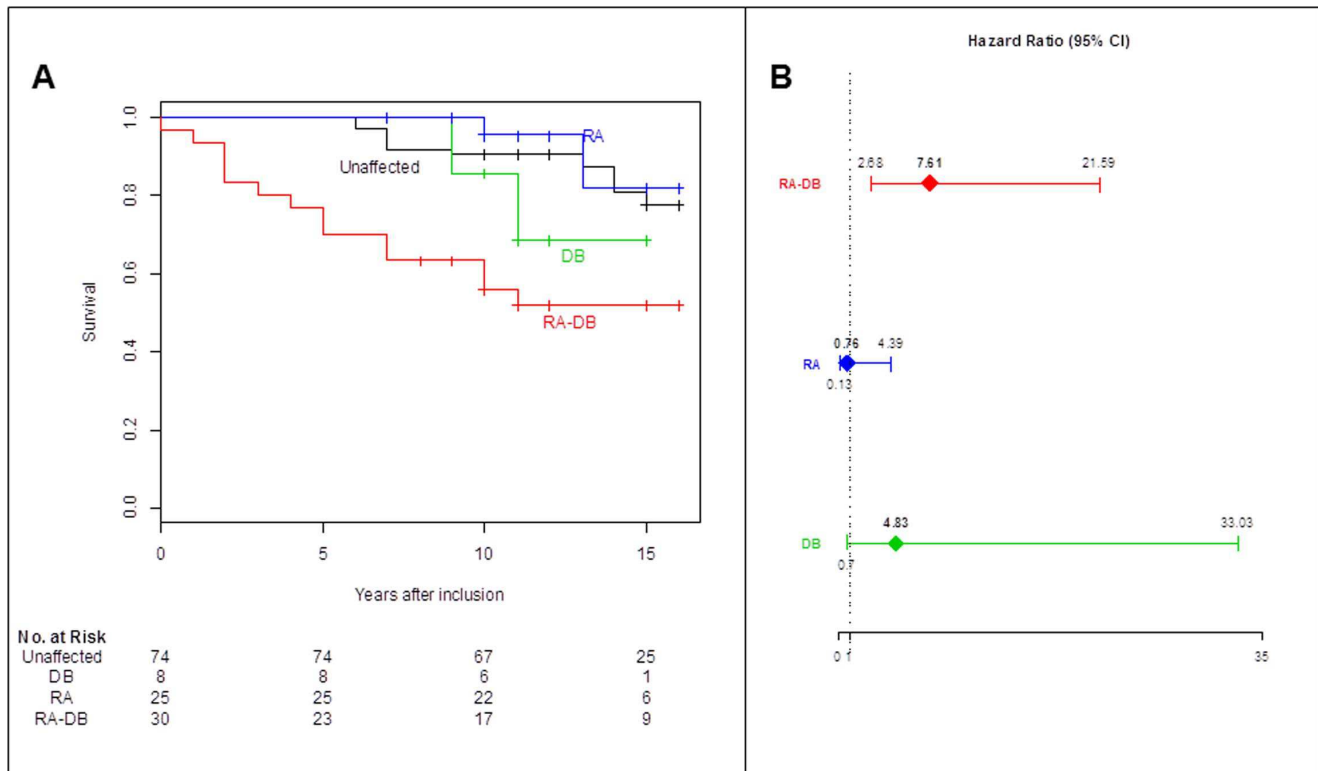 A
1.0
0.8
0.6
0.4
0.2
0.0
Survival
RA
Unaffected
DB
RA-DB
0 5 10 15
Years after inclusion
No. at Risk
Unaffected 74 74 67 25
DB 8 8 6 1
RA 25 25 22 6
RA-DB 30 23 17 9
B
Hazard Ratio (95% CI)
2.68 7.61 21.59
RA-DB
0.76 4.39
RA
0.13
4.83 33.03
DB
0.7
0 1 35